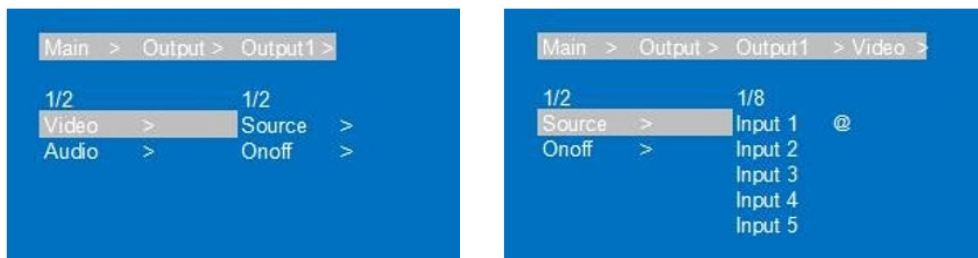 Main > Output > Output1 >
1/2 1/2
Video > Source >
Audio > Onoff >
Main > Output > Output1 > Video >
1/2 1/8
Source > Input 1 @
Onoff > Input 2
Input 3
Input 4
Input 5